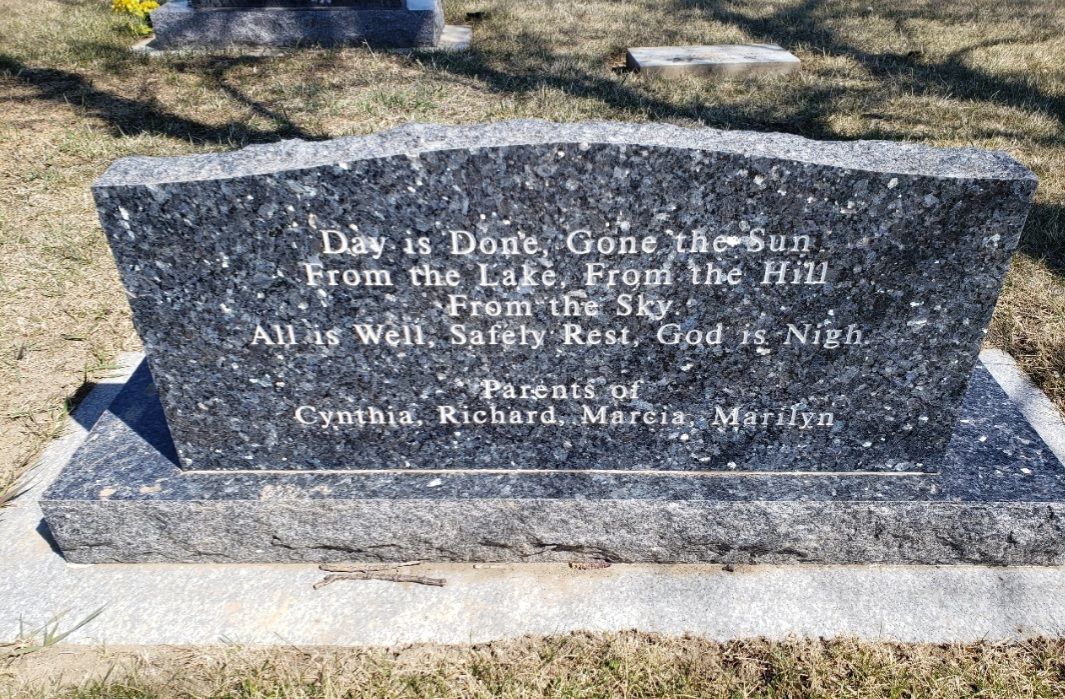 Day is Done, Gone the Sun
From the Lake, From the Hill
From the Sky.
All is Well, Safely Rest, God is Nigh.
Parents of
Cynthia, Richard, Marcia, Marilyn